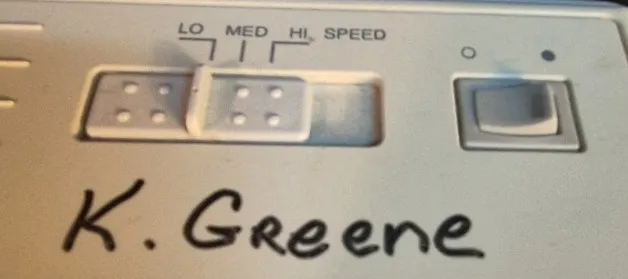 LO MED HI, SPEED
K. Greene